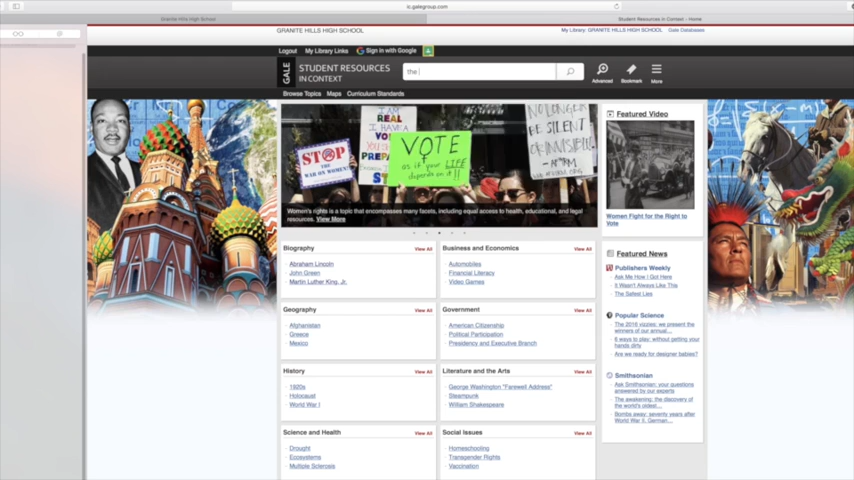 ic.galegroup.com
Granite Hills High School
Student Resources in Context - Home
GRANITE HILLS HIGH SCHOOL
My Library: GRANITE HILLS HIGH SCHOOL Gale Databases
Logout My Library Links Sign in with Google
GALE
STUDENT RESOURCES
IN CONTEXT
the
Advanced Bookmark More
Browse Topics Maps Curriculum Standards
I AM
REAL
I HAVE A
STOP
THE
WAR ON WOMEN!
VOTE
as if your LIFE
depends on it!!
NO LONGER
BE SILENT
OR INVISIBLE
Women's rights is a topic that encompasses many facets, including equal access to health, educational, and legal
resources. View More
Featured Video
Women Fight for the Right to
Vote
Biography View All
Abraham Lincoln
John Green
Martin Luther King, Jr.
Business and Economics View All
Automobiles
Financial Literacy
Video Games
Geography View All
Afghanistan
Greece
Mexico
Government View All
American Citizenship
Political Participation
Presidency and Executive Branch
History View All
1920s
Holocaust
World War I
Literature and the Arts View All
George Washington "Farewell Address"
Steampunk
William Shakespeare
Science and Health View All
Drought
Ecosystems
Multiple Sclerosis
Social Issues View All
Homeschooling
Transgender Rights
Vaccination
Featured News
Publishers Weekly
Ask Me How I Got Here
It Wasn't Always Like This
The Safest Lies
Popular Science
The 2016 vizzies: we present the
winners of our annual...
6 ways to play: without getting your
hands dirty
Are we ready for designer babies?
Smithsonian
Ask Smithsonian: your questions
answered by our experts
The awakening: the discovery of
the world's oldest...
Bombs away: seventy years after
World War II, German...